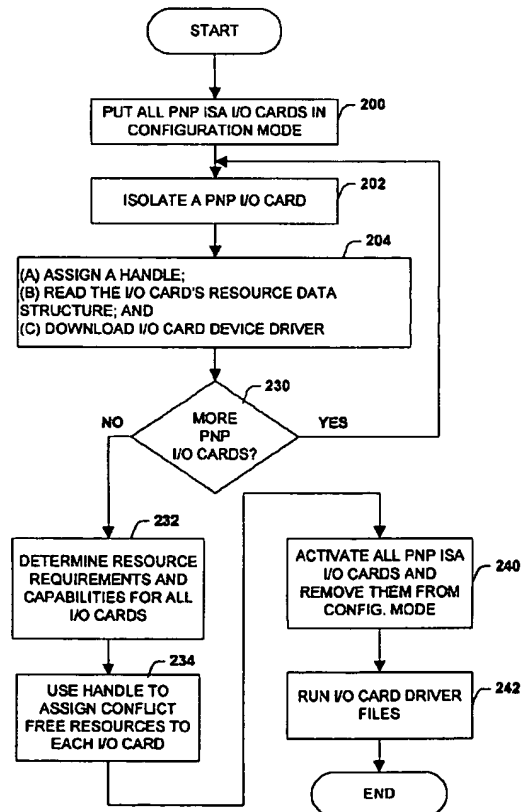 START
PUT ALL PNP ISA I/O CARDS IN
CONFIGURATION MODE
200
ISOLATE A PNP I/O CARD
202
204
(A) ASSIGN A HANDLE;
(B) READ THE I/O CARD'S RESOURCE DATA
STRUCTURE; AND
(C) DOWNLOAD I/O CARD DEVICE DRIVER
230
NO
MORE
PNP
I/O CARDS?
YES
232
DETERMINE RESOURCE
REQUIREMENTS AND
CAPABILITIES FOR ALL
I/O CARDS
234
USE HANDLE TO
ASSIGN CONFLICT
FREE RESOURCES TO
EACH I/O CARD
ACTIVATE ALL PNP ISA
I/O CARDS AND
REMOVE THEM FROM
CONFIG. MODE
240
RUN I/O CARD DRIVER
FILES
242
END